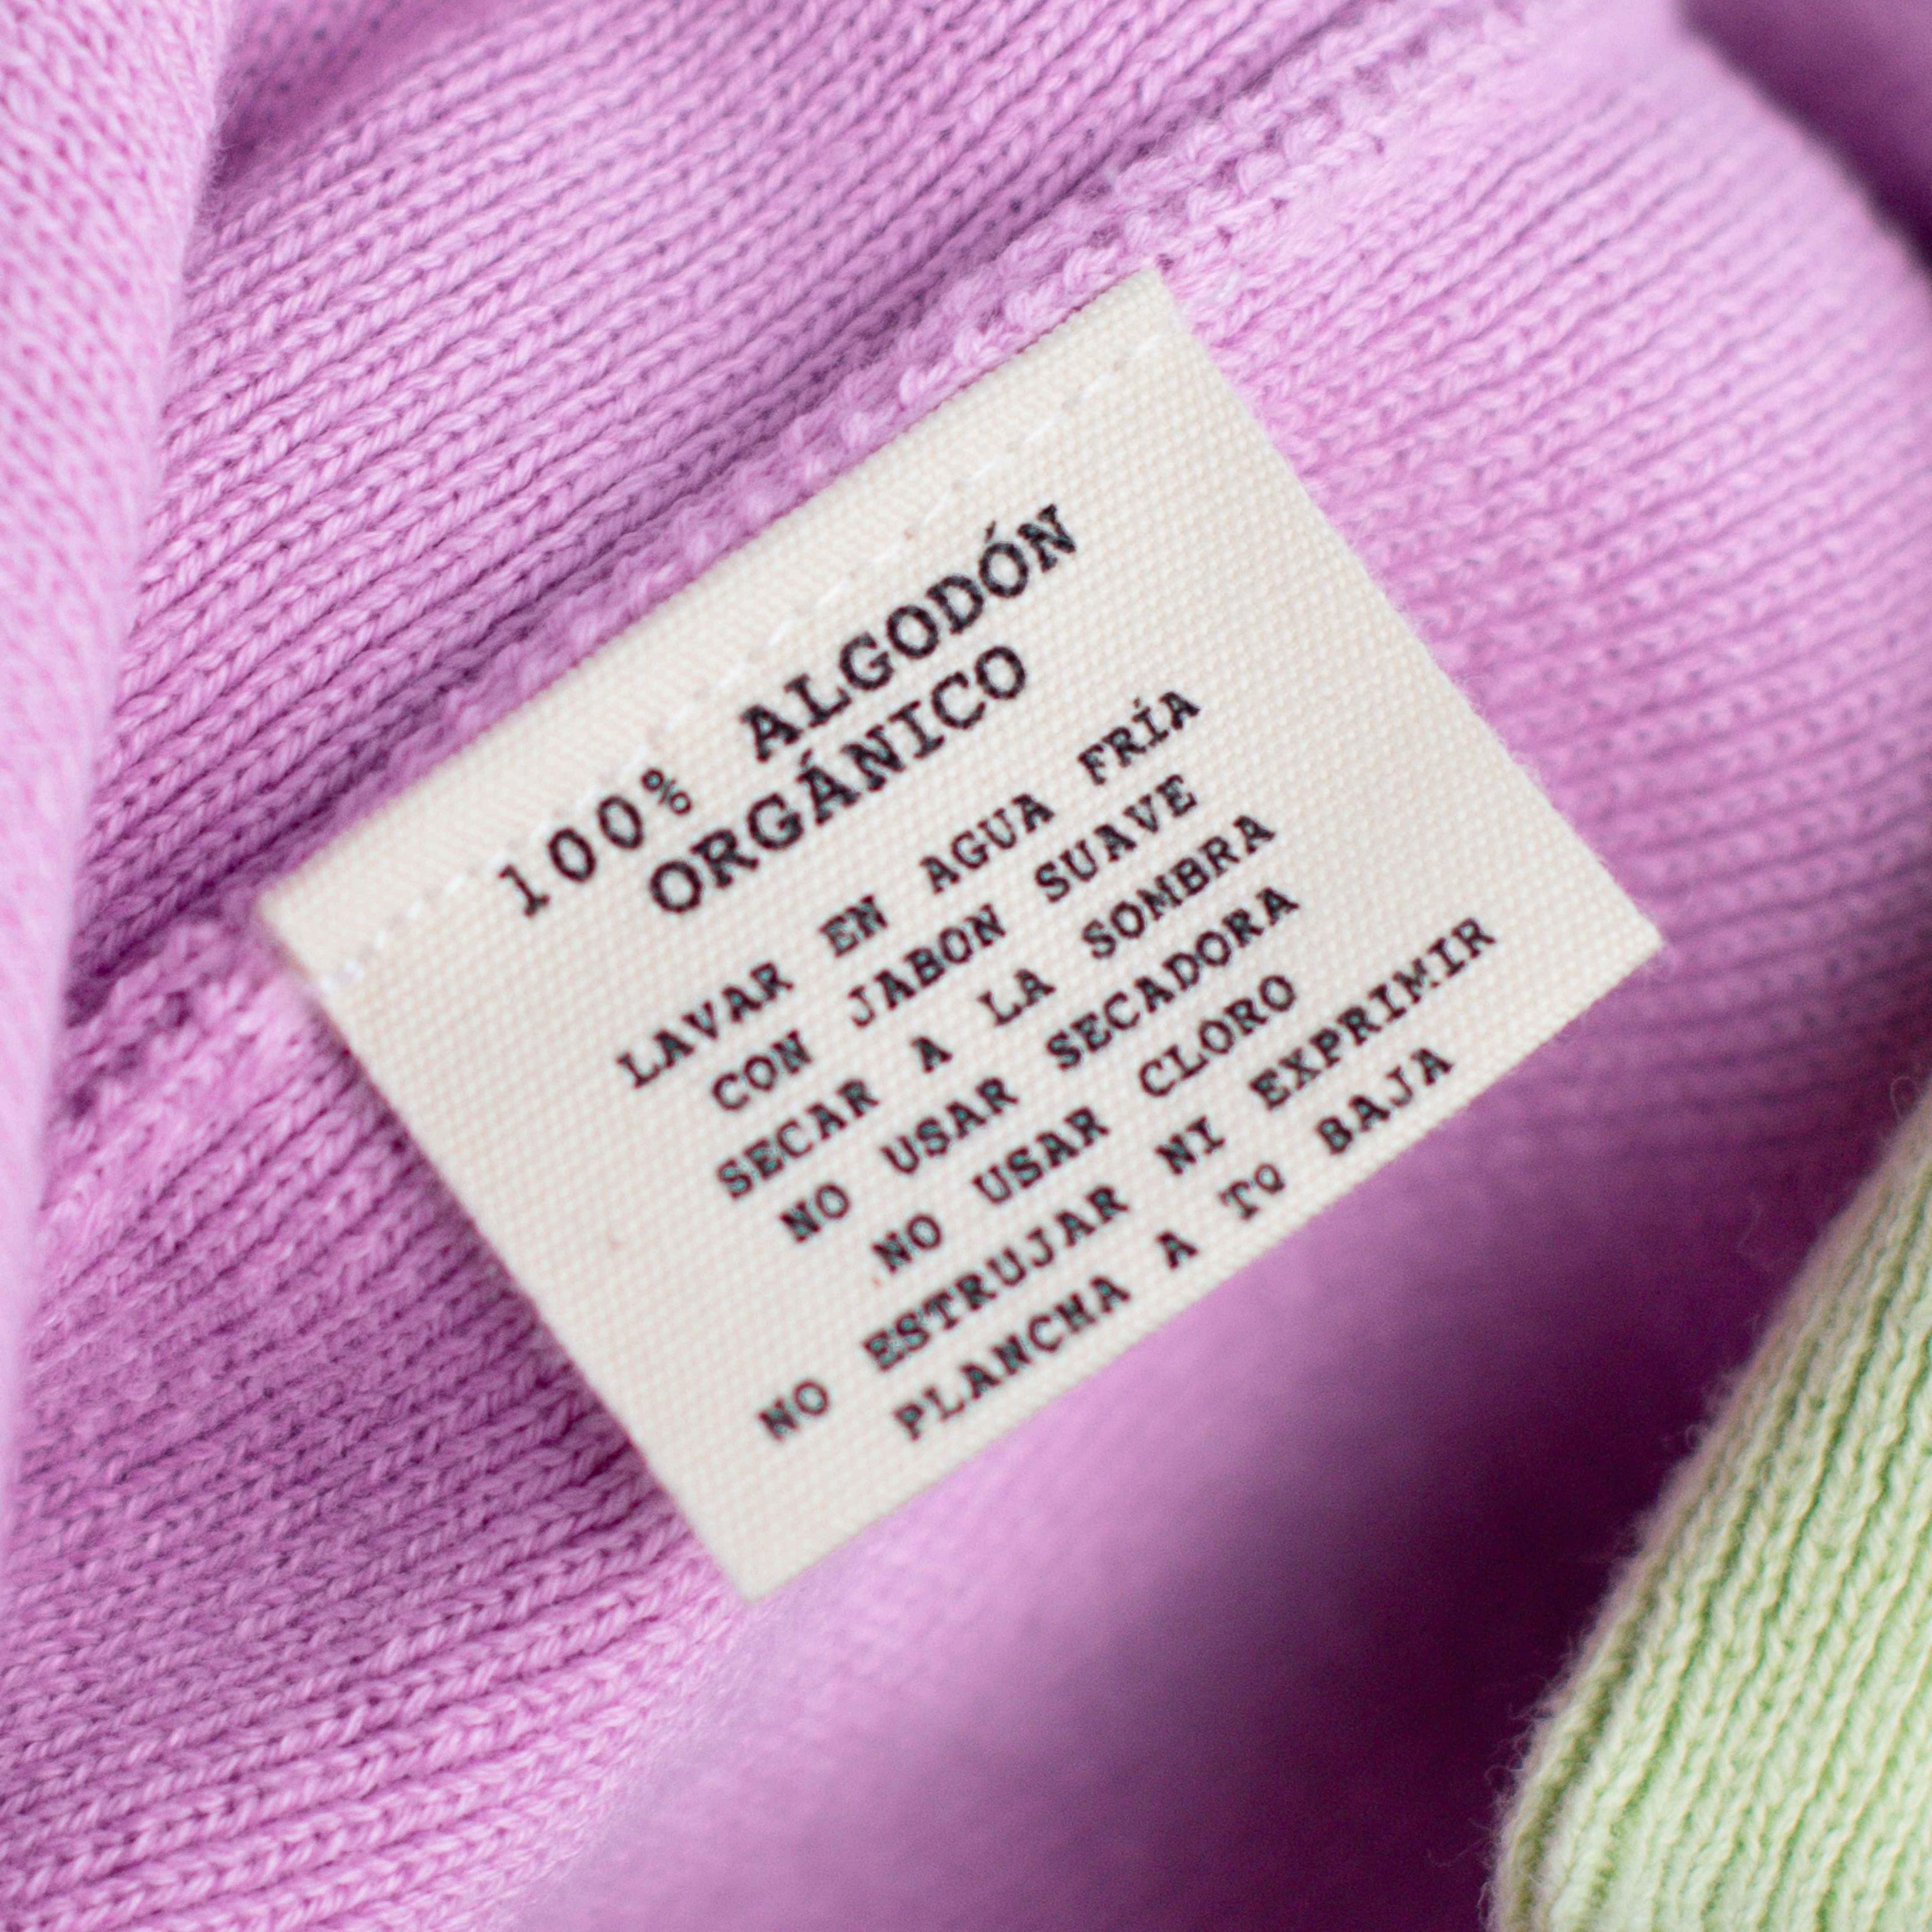 100% ALGODÓN
ORGÁNICO
LAVAR EN AGUA FRÍA
CON JABON SUAVE
SECAR A LA SOMBRA
NO USAR SECADORA
NO USAR CLORO
NO ESTRUJAR NI EXPRIMIR
PLANCHA A Tº BAJA